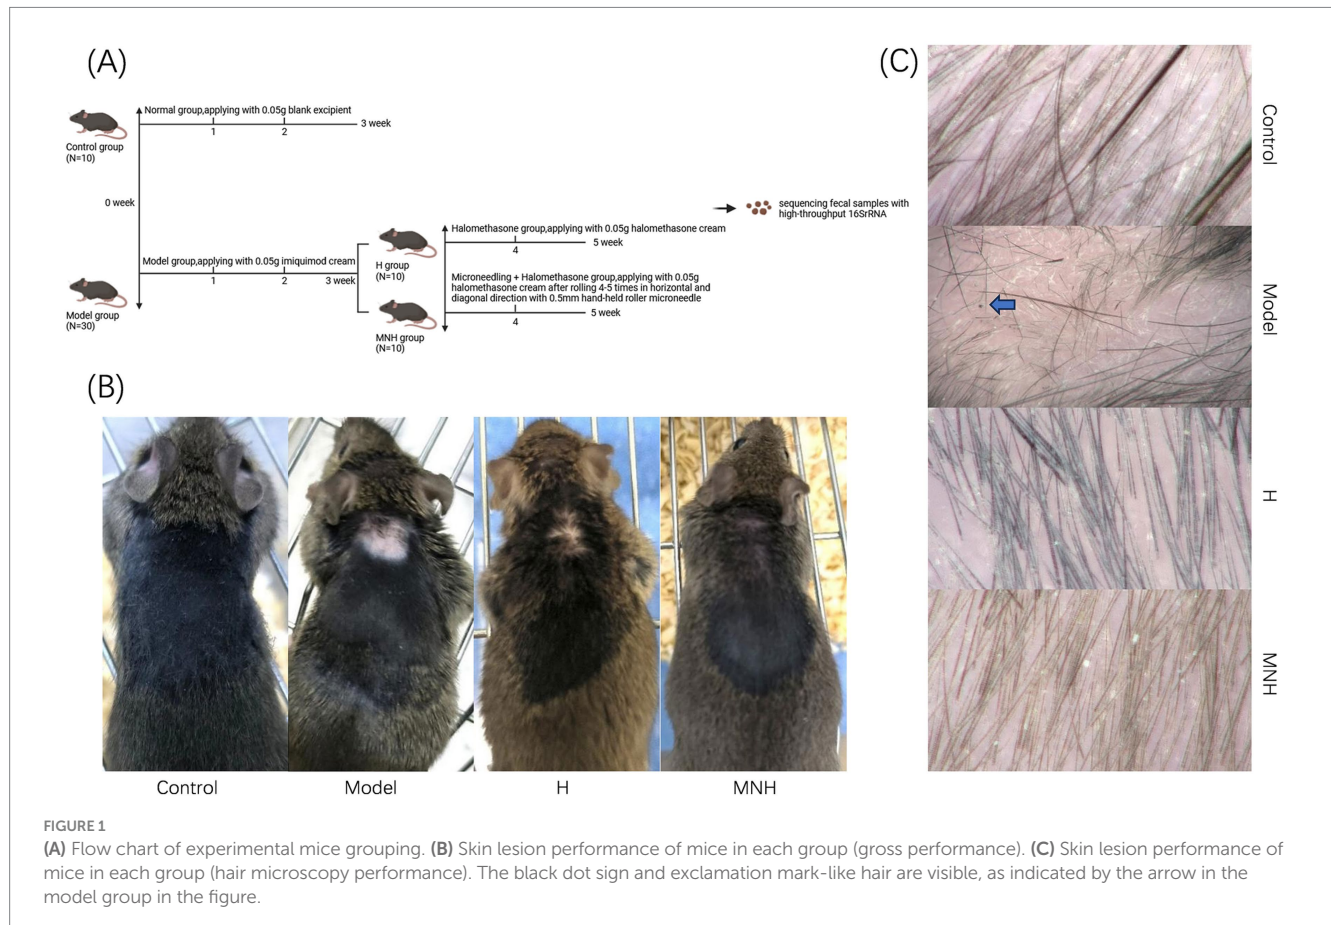 (A)
Normal group,applying with 0.05g blank excipient
1
2
3 week
Control group
(N=10)
0 week
Model group,applying with 0.05g imiquimod cream
3 week
Model group
(N=30)
H group
(N=10)
Halomethasone group,applying with 0.05g halomethasone cream
4
5 week
MNH group
(N=10)
Microneedling + Halomethasone group,applying with 0.05g
halomethasone cream after rolling 4-5 times in horizontal and
diagonal direction with 0.5mm hand-held roller microneedle
4
5 week
sequencing fecal samples with
high-throughput 16SrRNA
(B)
Control
Model
H
MNH
(C)
Control
Model
H
MNH
FIGURE 1
(A) Flow chart of experimental mice grouping. (B) Skin lesion performance of mice in each group (gross performance). (C) Skin lesion performance of
mice in each group (hair microscopy performance). The black dot sign and exclamation mark-like hair are visible, as indicated by the arrow in the
model group in the figure.